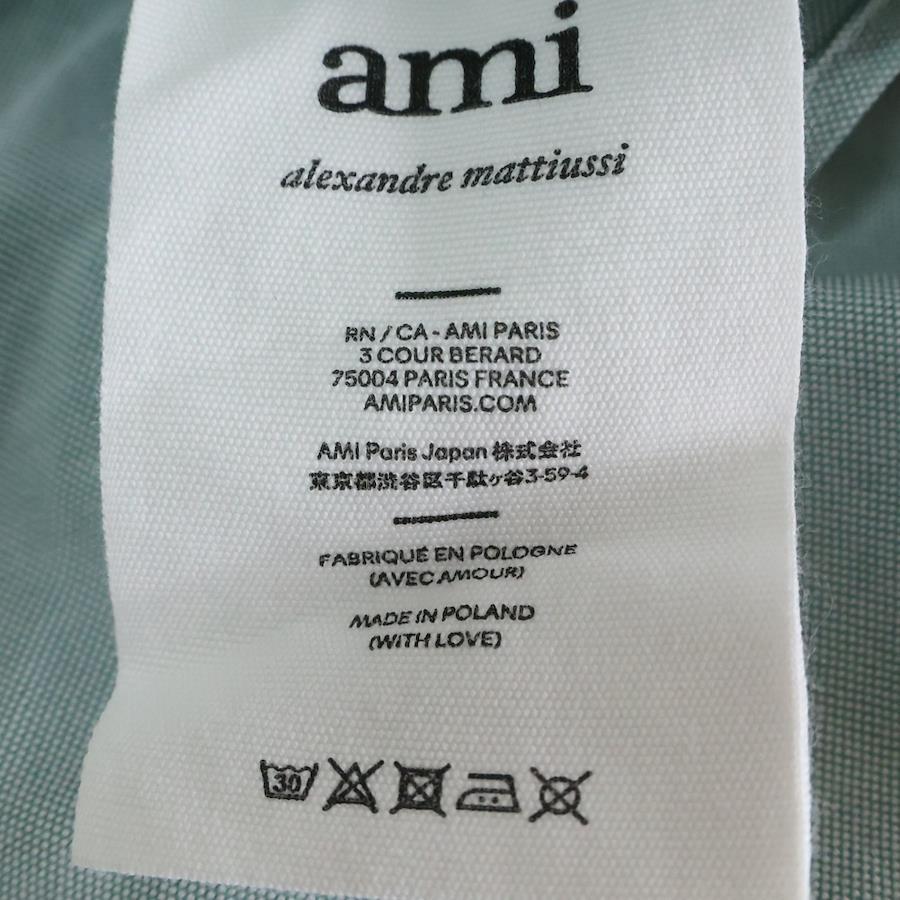 ami
alexandre mattiussi
RN / CA - AMI PARIS
3 COUR BERARD
75004 PARIS FRANCE
AMIPARIS.COM
AMI Paris Japan 株式会社
東京都渋谷区千駄ヶ谷3-59-4
FABRIQUÉ EN POLOGNE
(AVEC AMOUR)
MADE IN POLAND
(WITH LOVE)
30